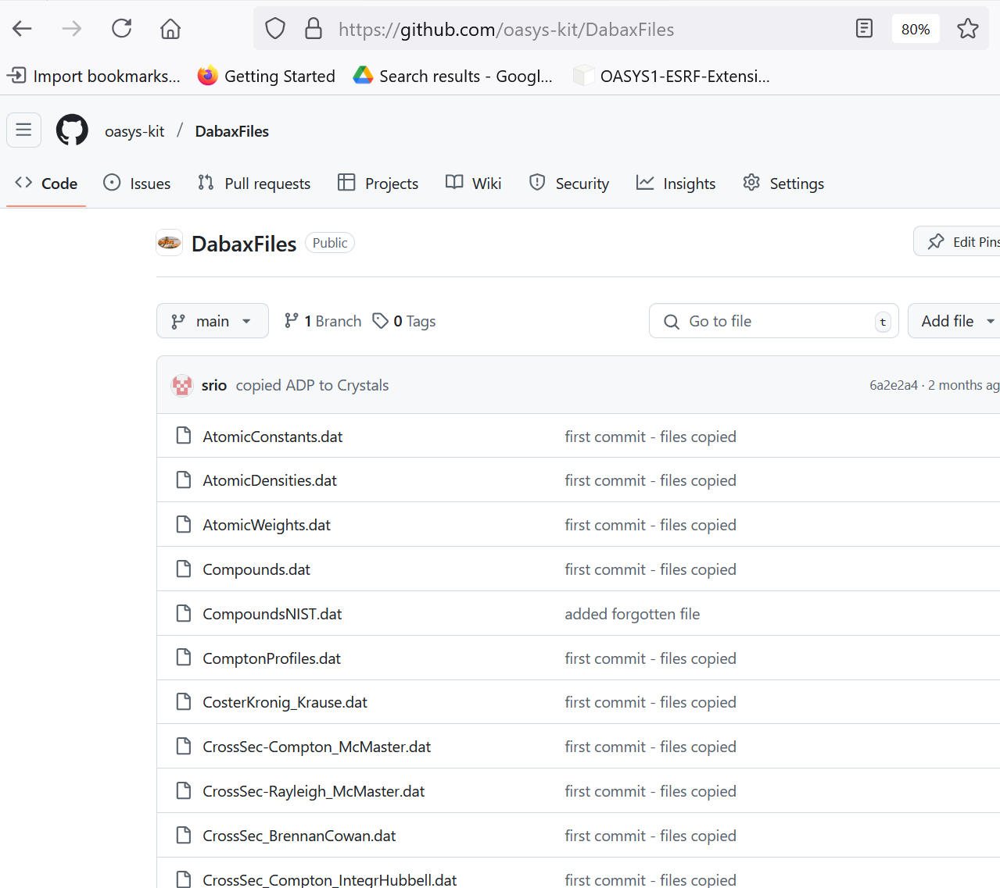 https://github.com/oasys-kit/DabaxFiles 80%
Import bookmarks... Getting Started Search results - Googl... OASYS1-ESRF-Extensi...
oasys-kit / DabaxFiles
Code Issues Pull requests Projects Wiki Security Insights Settings
DabaxFiles Public Edit Pins
main 1 Branch 0 Tags Go to file t Add file
srio copied ADP to Crystals 6a2e2a4 · 2 months ag
AtomicConstants.dat first commit - files copied
AtomicDensities.dat first commit - files copied
AtomicWeights.dat first commit - files copied
Compounds.dat first commit - files copied
CompoundsNIST.dat added forgotten file
ComptonProfiles.dat first commit - files copied
CosterKronig_Krause.dat first commit - files copied
CrossSec-Compton_McMaster.dat first commit - files copied
CrossSec-Rayleigh_McMaster.dat first commit - files copied
CrossSec_BrennanCowan.dat first commit - files copied
CrossSec_Compton_IntegrHubbell.dat first commit - files copied